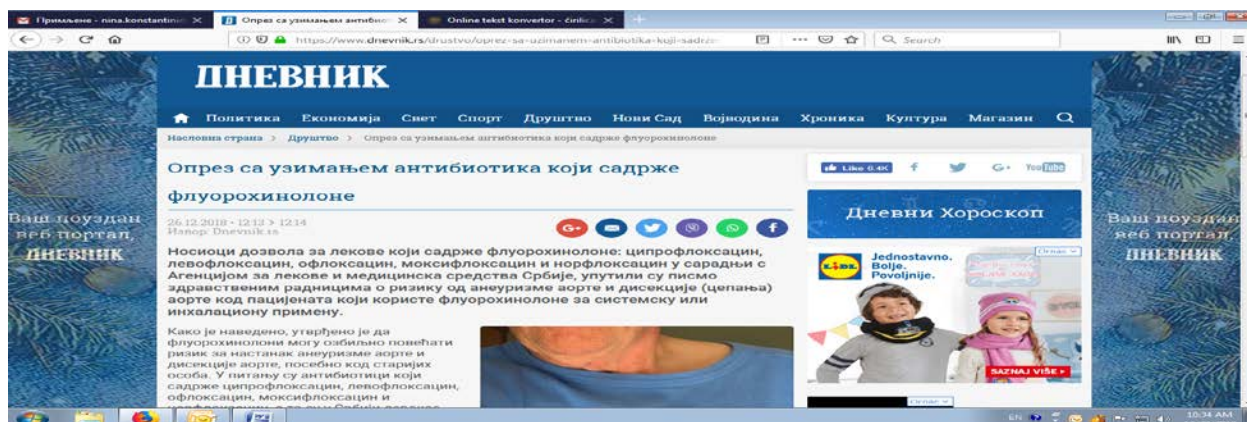 Примљене - nina.konstantini
Опрез са узимањем антибио
Online tekst konvertor - ćirilica
https://www.dnevnik.rs/drustvo/oprez-sa-uzimanem-antibiotika-koji-sadrze
Search
ДНЕВНИК
Политика Економија Свет Спорт Друштво Нови Сад Војводина Хроника Култура Магазин
Насловна страна > Друштво > Опрез са узимањем антибиотика који садрже флуорохинолоне
Опрез са узимањем антибиотика који садрже
флуорохинолоне
26.12.2018 • 12:13 > 12:14
Извор: Dnevnik.rs
Носиоци дозвола за лекове који садрже флуорохинолоне: ципрофлоксацин,
левофлоксацин, офлоксацин, моксифлоксацин и норфлоксацин у сарадњи с
Агенцијом за лекове и медицинска средства Србије, упутили су писмо
здравственим радницима о ризику од анеуризме аорте и дисекције (цепања)
аорте код пацијената који користе флуорохинолоне за системску или
инхалациону примену.
Како је наведено, утврђено је да
флуорохинолони могу озбиљно повећати
ризик за настанак анеуризме аорте и
дисекције аорте, посебно код старијих
особа. У питању су антибиотици који
садрже ципрофлоксацин, левофлоксацин,
офлоксацин, моксифлоксацин и
Like 8.4K
G+ YouTube
Дневни Хороскоп
Оглас
LIDL
Jednostavno.
Bolje.
Povoljnije.
SAZNAJ VIŠE
Оглас
Ваш поуздан
веб портал,
ДНЕВНИК
Ваш поуздан
веб портал,
ДНЕВНИК
EN
10:34 AM